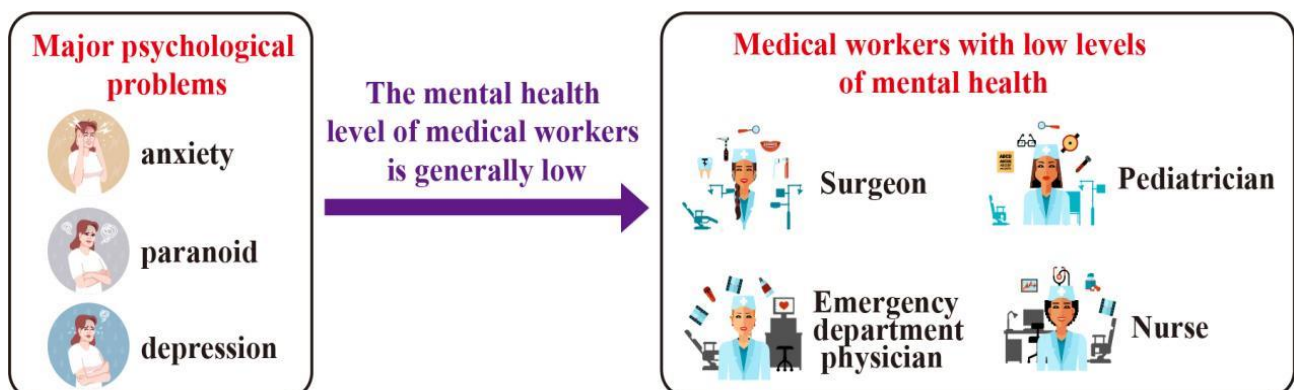 Major psychological
problems
anxiety
paranoid
depression
The mental health
level of medical workers
is generally low
Medical workers with low levels
of mental health
Surgeon
Pediatrician
Emergency
department
physician
Nurse